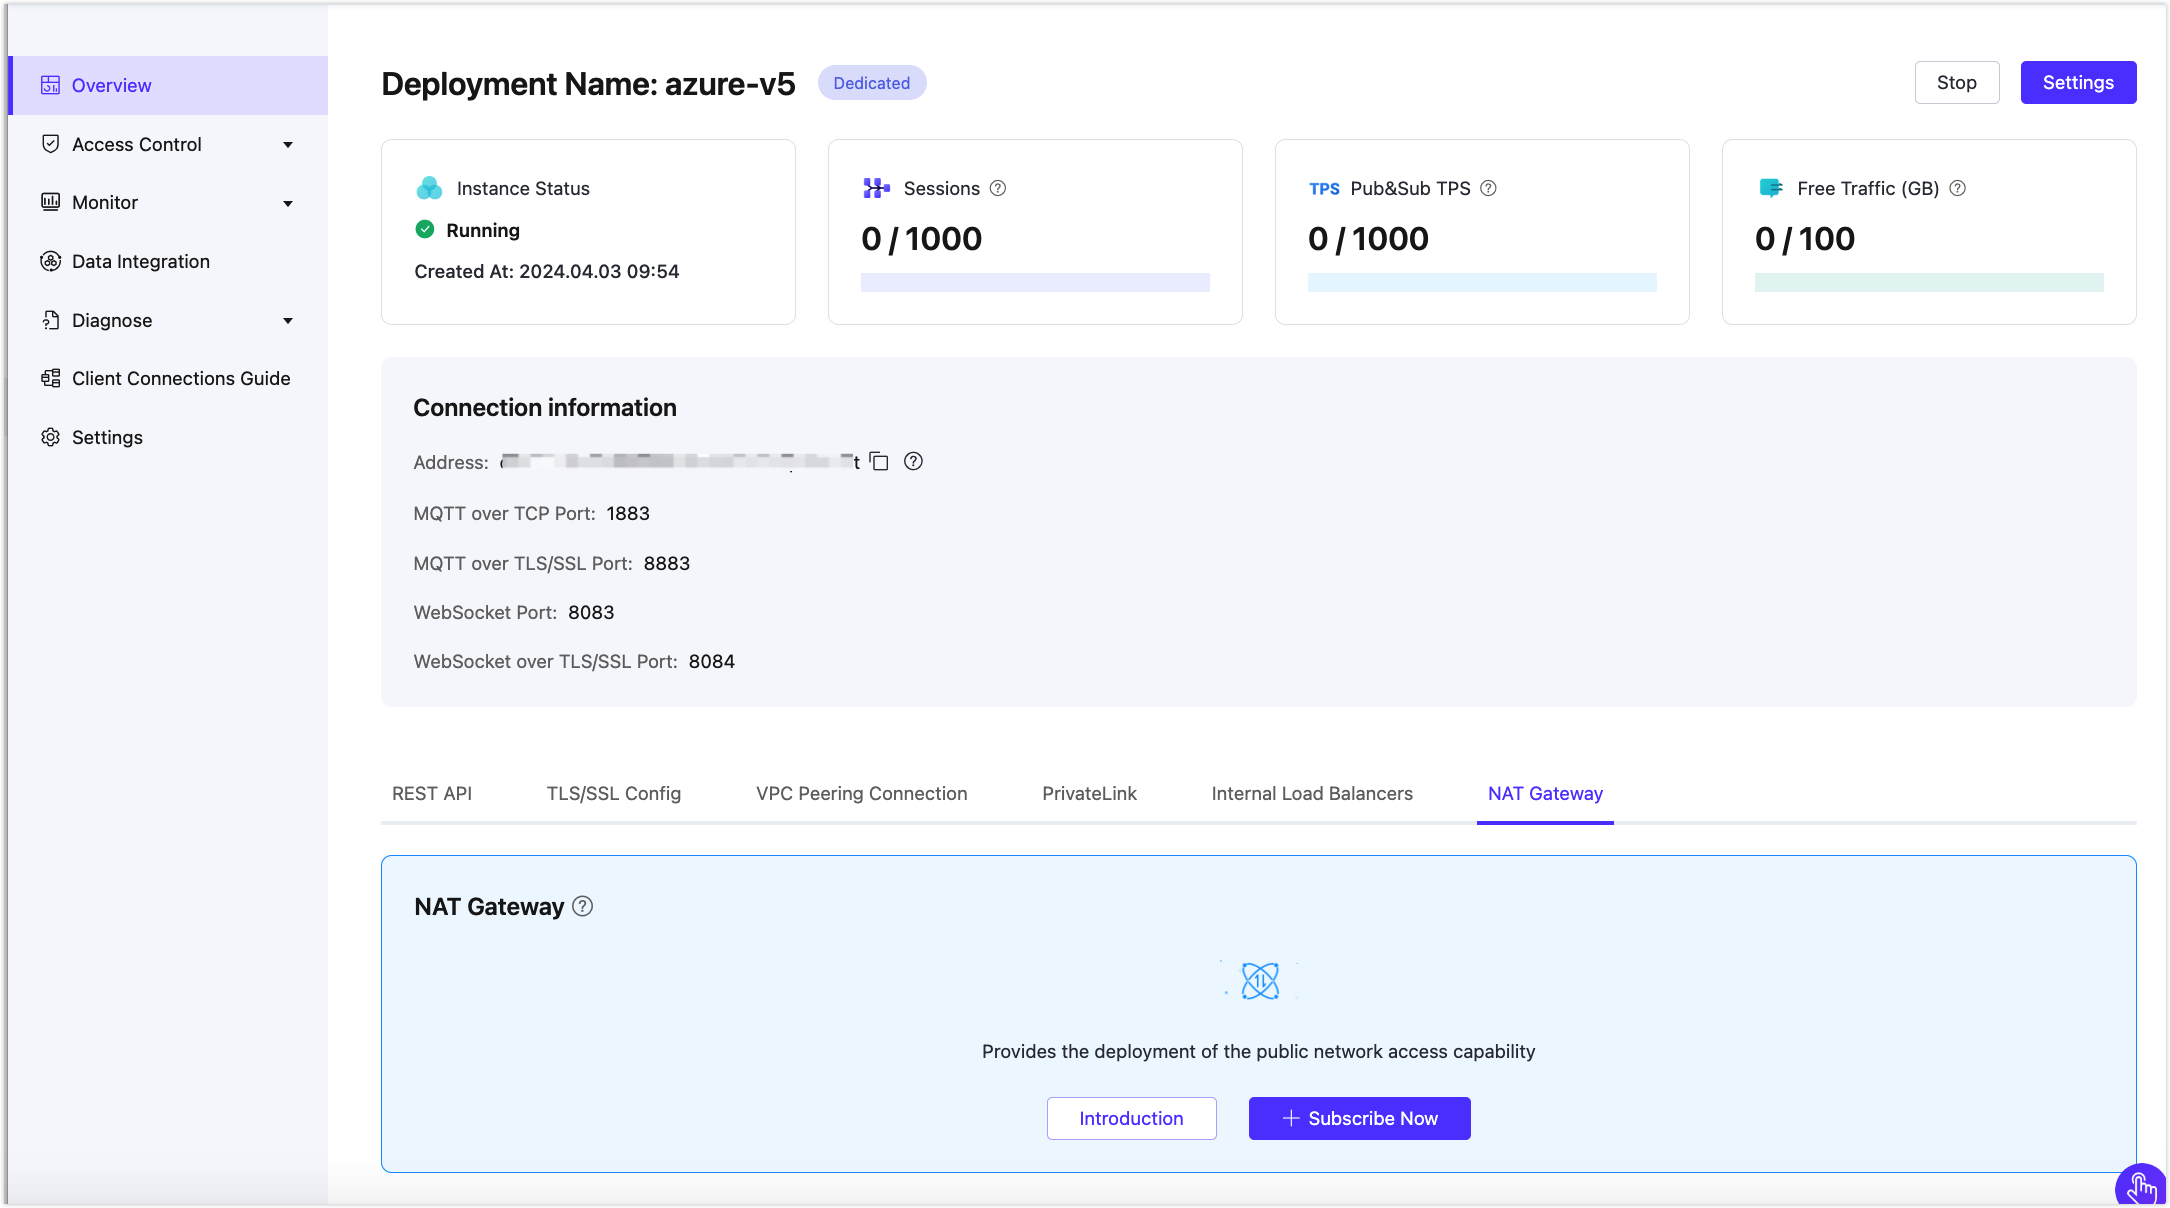 Overview
Access Control
Monitor
Data Integration
Diagnose
Client Connections Guide
Settings
Deployment Name: azure-v5
Dedicated
Stop
Settings
Instance Status
Running
Created At: 2024.04.03 09:54
Sessions
0 / 1000
TPS Pub&Sub TPS
0 / 1000
Free Traffic (GB)
0 / 100
Connection information
Address:
MQTT over TCP Port: 1883
MQTT over TLS/SSL Port: 8883
WebSocket Port: 8083
WebSocket over TLS/SSL Port: 8084
REST API
TLS/SSL Config
VPC Peering Connection
PrivateLink
Internal Load Balancers
NAT Gateway
NAT Gateway
Provides the deployment of the public network access capability
Introduction
Subscribe Now